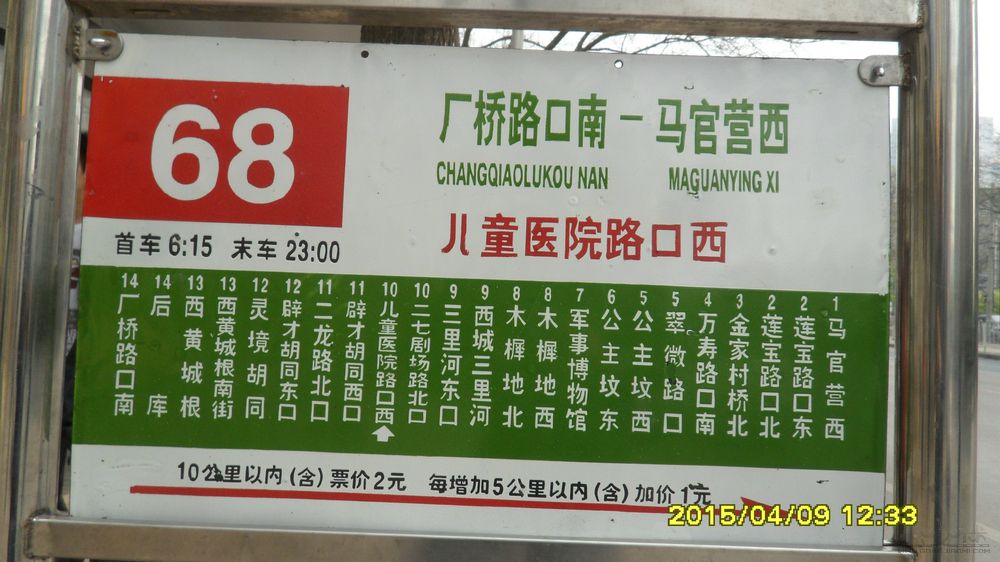 68
厂桥路口南－马官营西
CHANGQIAOLUKOU NAN MAGUANYING XI
儿童医院路口西
首车 6:15 末车 23:00
14 厂桥路口南
14 后库
13 西黄城根
13 西黄城根南街
12 灵境胡同
12 辟才胡同东口
11 二龙路北口
11 辟才胡同西口
10 儿童医院路口西
10 二七剧场路北口
9 三里河东口
9 西城三里河
8 木樨地北
8 木樨地西
7 军事博物馆
6 公主坟东
5 公主坟西
5 翠微路口
4 万寿路口南
3 金家村桥北
2 莲宝路口北
2 莲宝路口东
1 马官营西
10公里以内(含)票价2元 每增加5公里以内(含)加价1元
2015/04/09 12:33